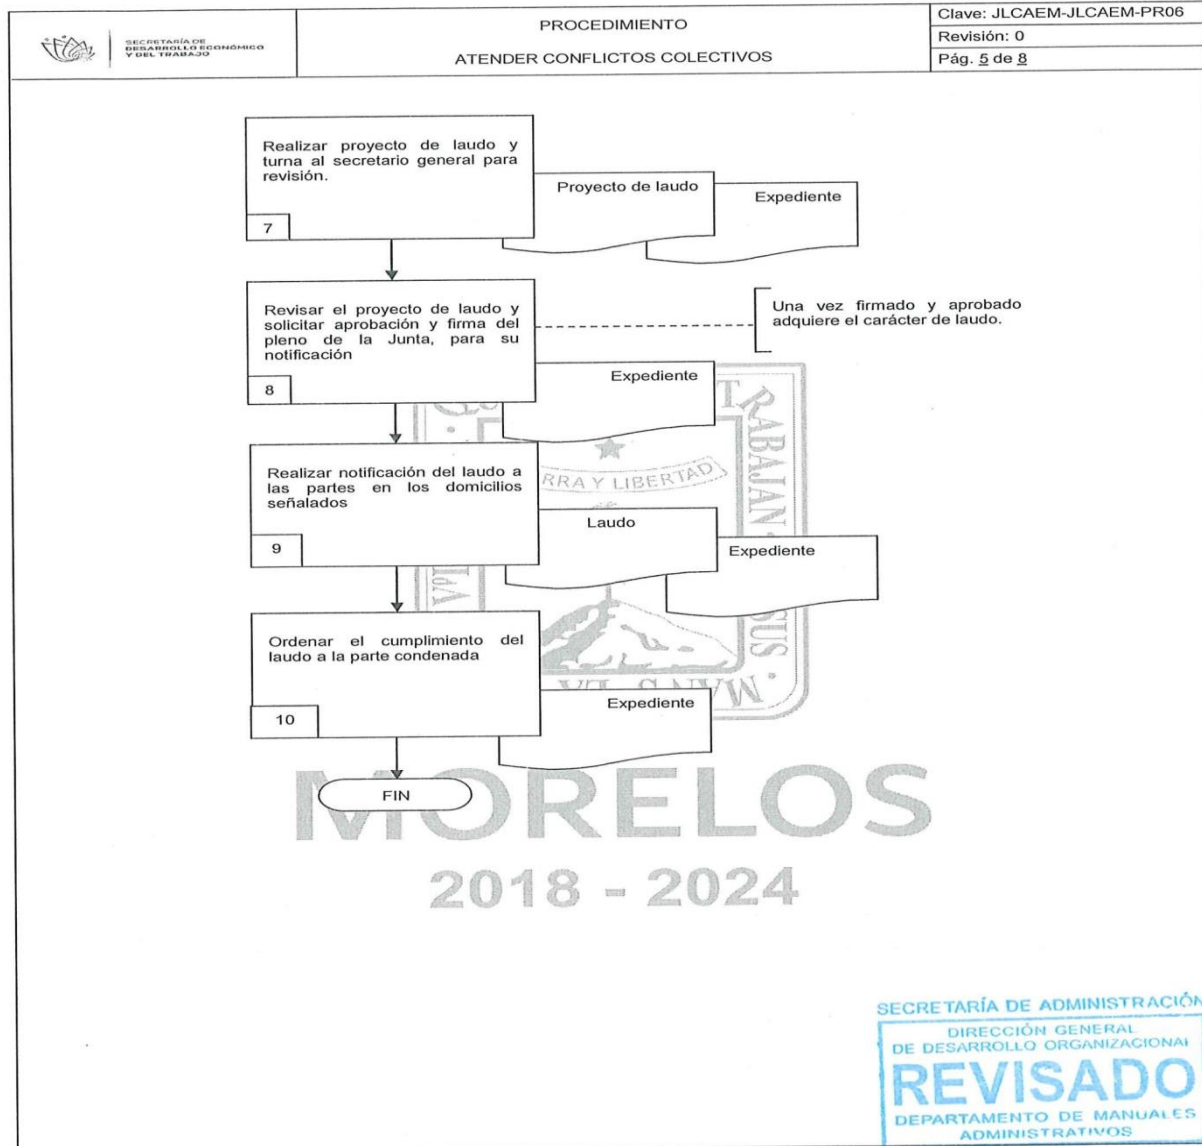 SECRETARÍA DE
DESARROLLO ECONÓMICO
Y DEL TRABAJO
PROCEDIMIENTO
ATENDER CONFLICTOS COLECTIVOS
Clave: JLCAEM-JLCAEM-PR06
Revisión: 0
Pág. 5 de 8
Realizar proyecto de laudo y
turna al secretario general para
revisión.
7
Proyecto de laudo
Expediente
Revisar el proyecto de laudo y
solicitar aprobación y firma del
pleno de la Junta, para su
notificación
8
Una vez firmado y aprobado
adquiere el carácter de laudo.
Expediente
Realizar notificación del laudo a
las partes en los domicilios
señalados
9
Laudo
Expediente
Ordenar el cumplimiento del
laudo a la parte condenada
10
Expediente
FIN
RRA Y LIBERTAD
TRABAJAN
SUS
MANS
MORELOS
2018 - 2024
SECRETARÍA DE ADMINISTRACIÓN
DIRECCIÓN GENERAL
DE DESARROLLO ORGANIZACIONAL
REVISADO
DEPARTAMENTO DE MANUALES
ADMINISTRATIVOS